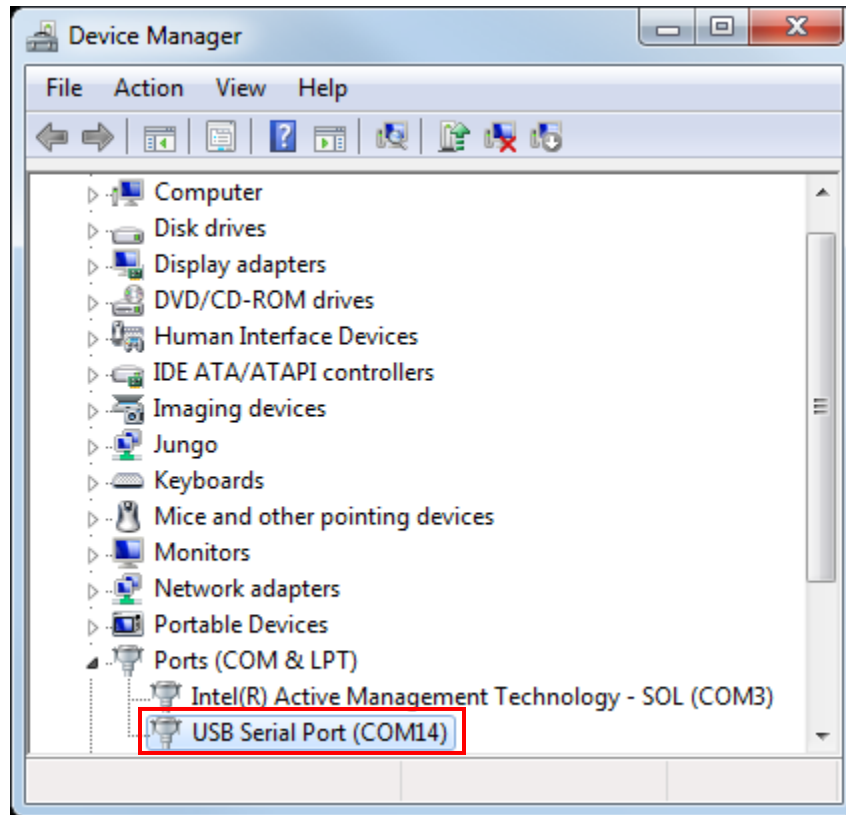 Device Manager
File Action View Help
Computer
Disk drives
Display adapters
DVD/CD-ROM drives
Human Interface Devices
IDE ATA/ATAPI controllers
Imaging devices
Jungo
Keyboards
Mice and other pointing devices
Monitors
Network adapters
Portable Devices
Ports (COM & LPT)
Intel(R) Active Management Technology - SOL (COM3)
USB Serial Port (COM14)